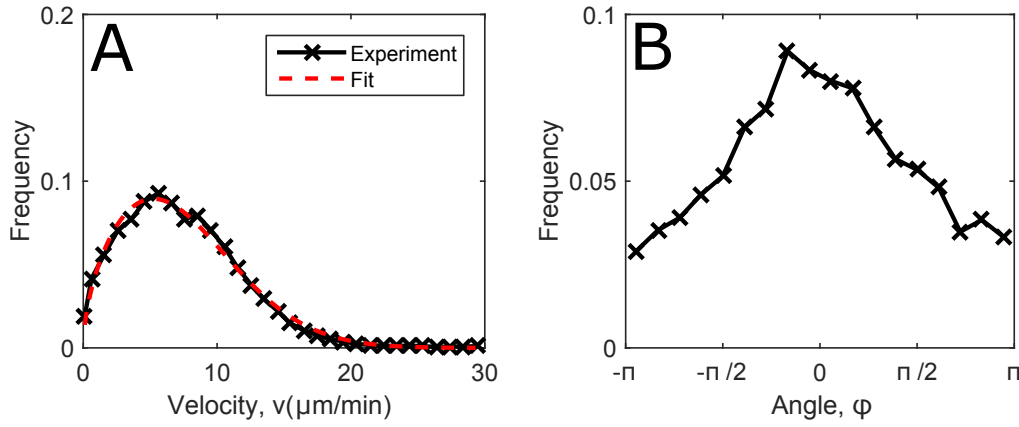 A
B
Experiment
Fit
0.2
0.1
0
Frequency
0
10
20
30
Velocity, v(μm/min)
0.1
0.05
0
Frequency
-π
-π /2
0
π /2
π
Angle, φ